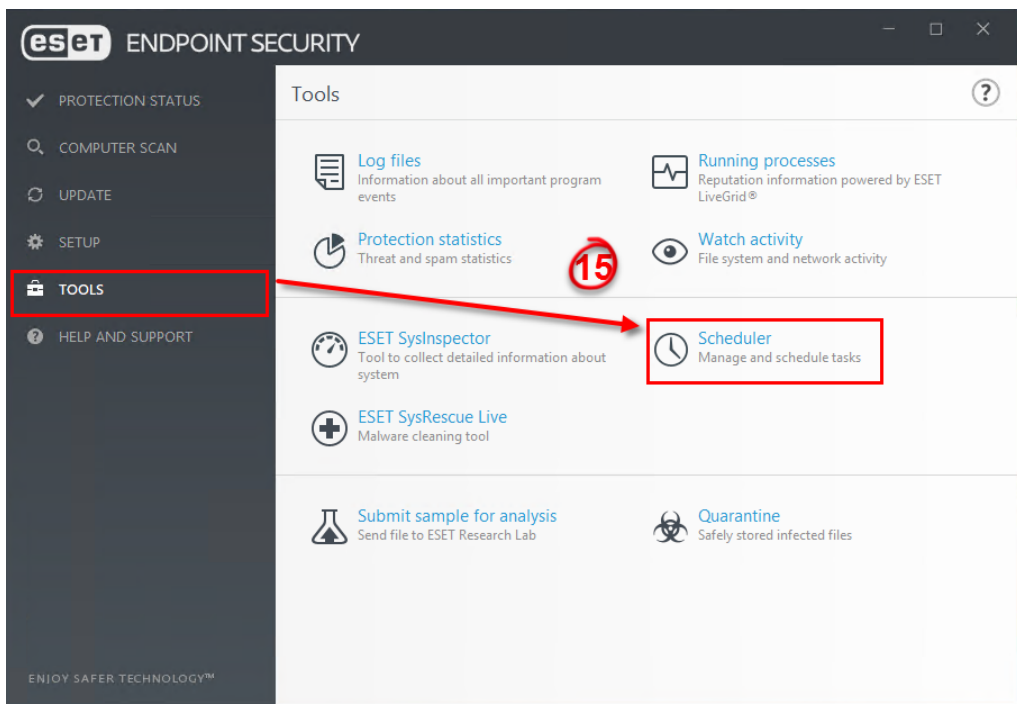 eset ENDPOINT SECURITY
PROTECTION STATUS
COMPUTER SCAN
UPDATE
SETUP
TOOLS
HELP AND SUPPORT
ENJOY SAFER TECHNOLOGY™
Tools
?
Log files
Information about all important program
events
Running processes
Reputation information powered by ESET
LiveGrid®
Protection statistics
Threat and spam statistics
15
Watch activity
File system and network activity
ESET SysInspector
Tool to collect detailed information about
system
Scheduler
Manage and schedule tasks
ESET SysRescue Live
Malware cleaning tool
Submit sample for analysis
Send file to ESET Research Lab
Quarantine
Safely stored infected files